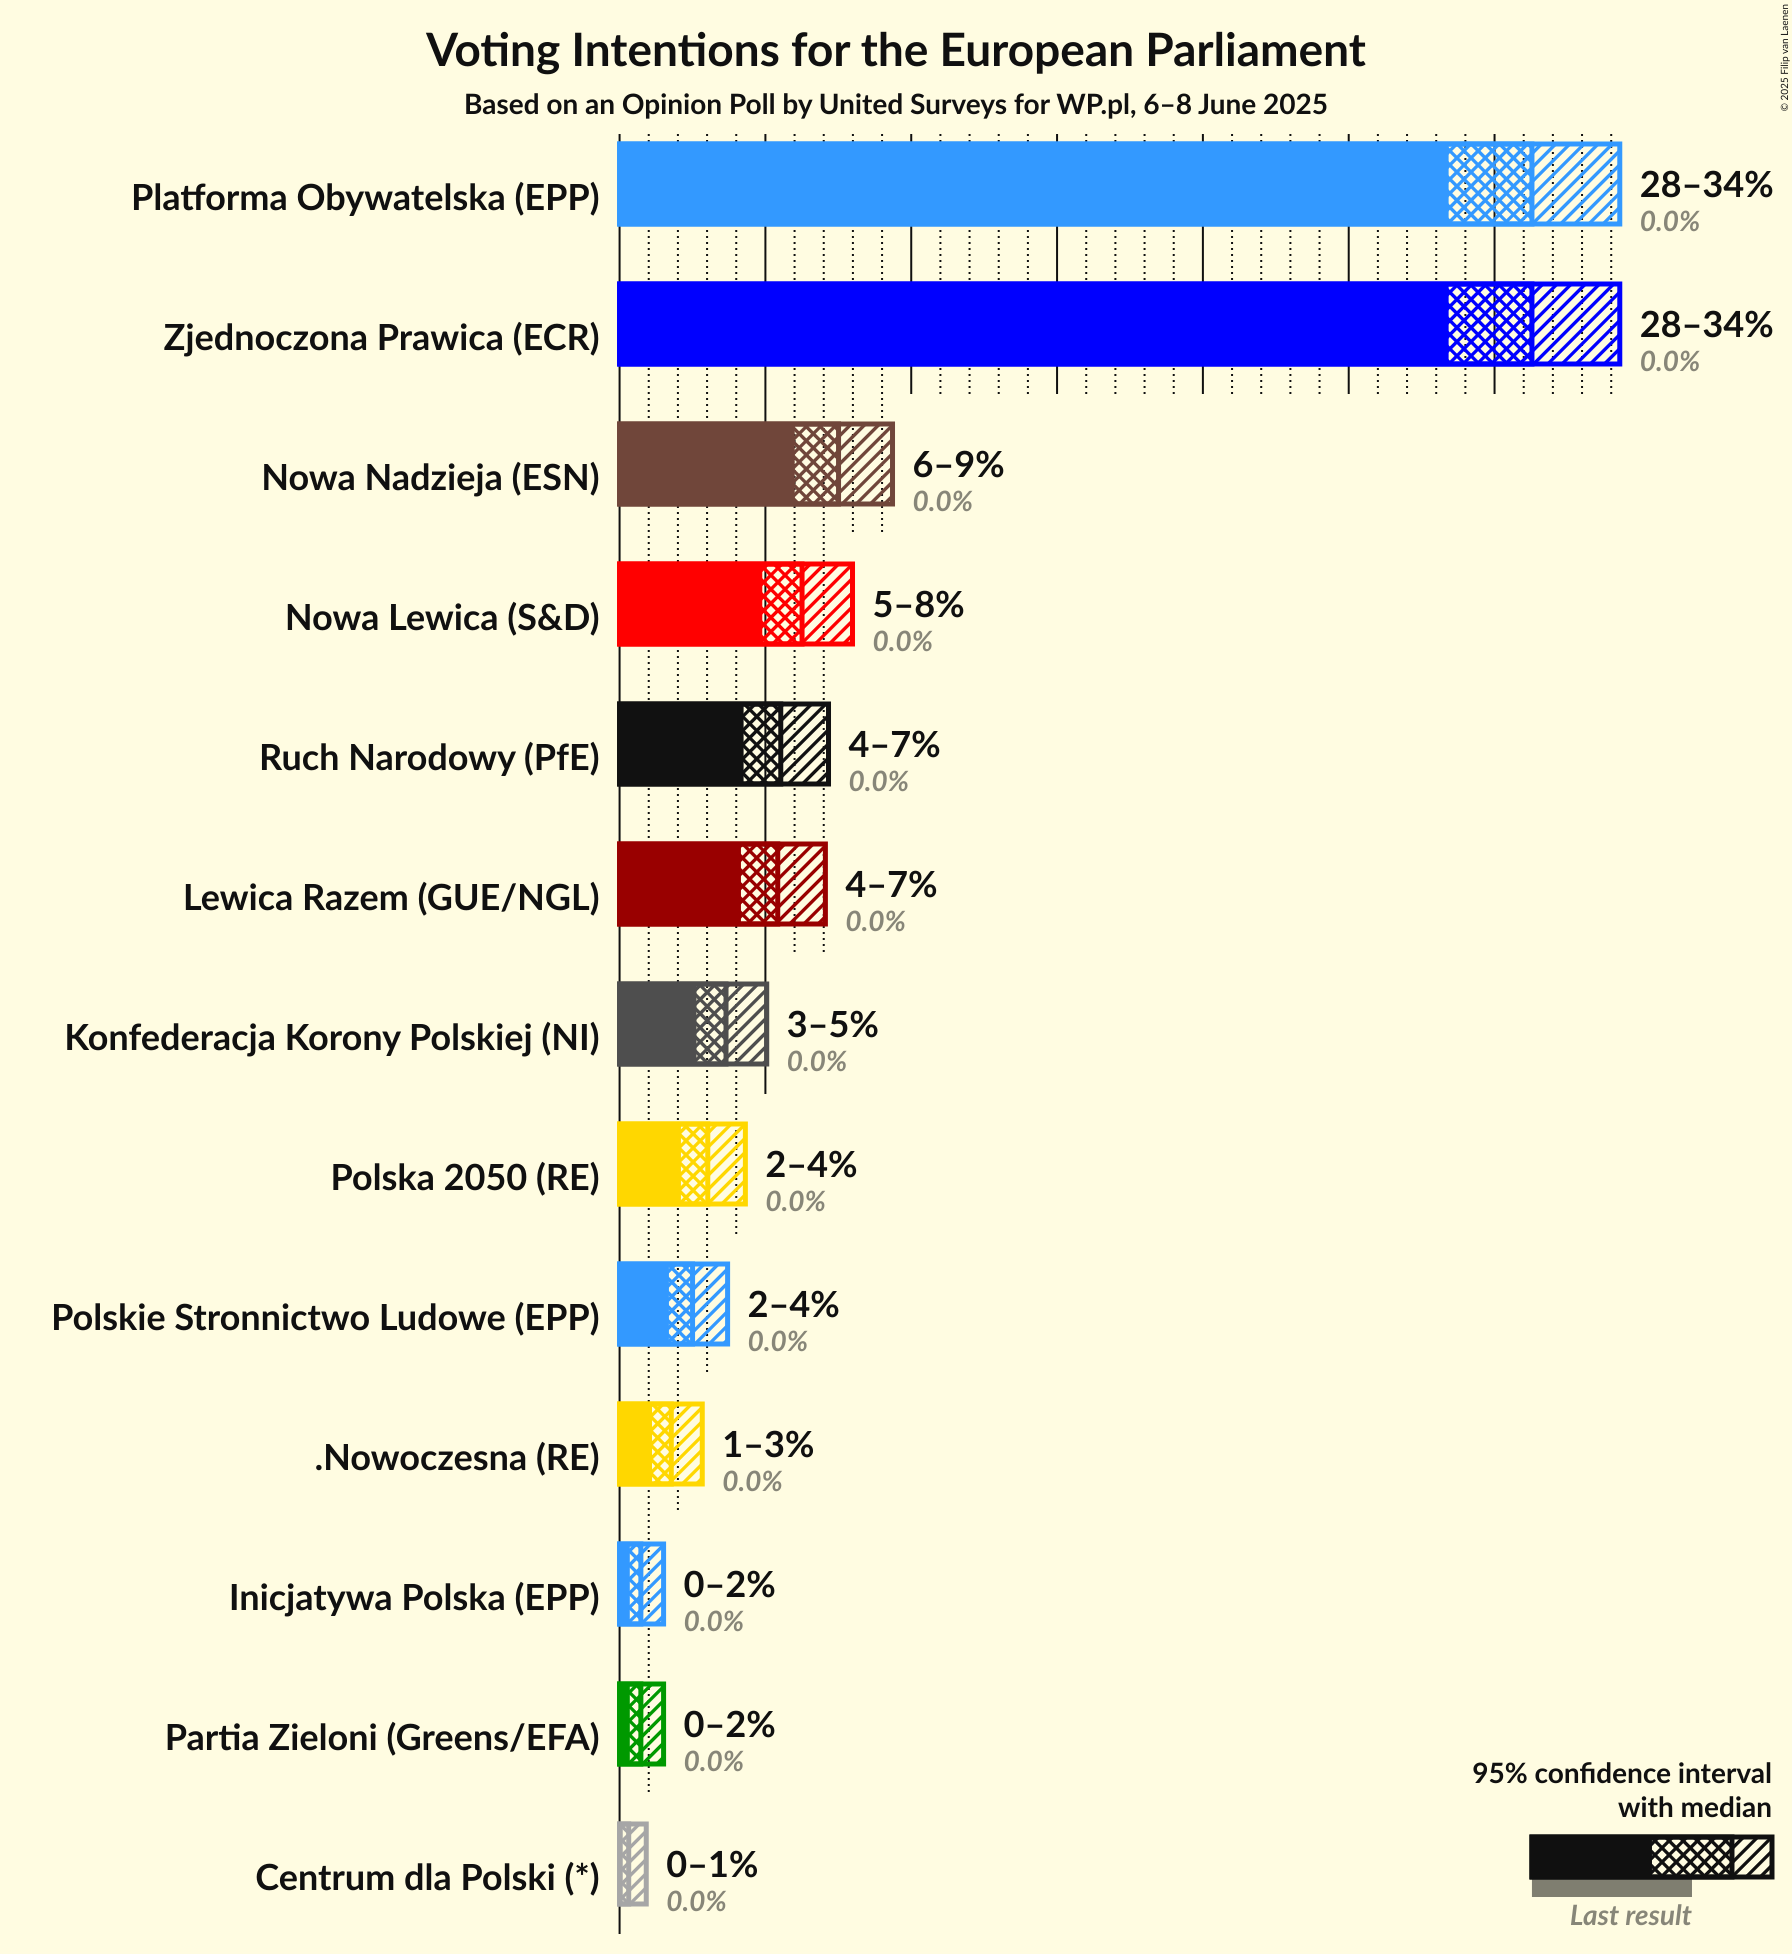 Voting Intentions for the European Parliament
Based on an Opinion Poll by United Surveys for WP.pl, 6–8 June 2025
© 2025 Filip van Laenen
Platforma Obywatelska (EPP)
28–34%
0.0%
Zjednoczona Prawica (ECR)
28–34%
0.0%
Nowa Nadzieja (ESN)
6–9%
0.0%
Nowa Lewica (S&D)
5–8%
0.0%
Ruch Narodowy (PfE)
4–7%
0.0%
Lewica Razem (GUE/NGL)
4–7%
0.0%
Konfederacja Korony Polskiej (NI)
3–5%
0.0%
Polska 2050 (RE)
2–4%
0.0%
Polskie Stronnictwo Ludowe (EPP)
2–4%
0.0%
.Nowoczesna (RE)
1–3%
0.0%
Inicjatywa Polska (EPP)
0–2%
0.0%
Partia Zieloni (Greens/EFA)
0–2%
0.0%
Centrum dla Polski (*)
0–1%
0.0%
95% confidence interval
with median
Last result